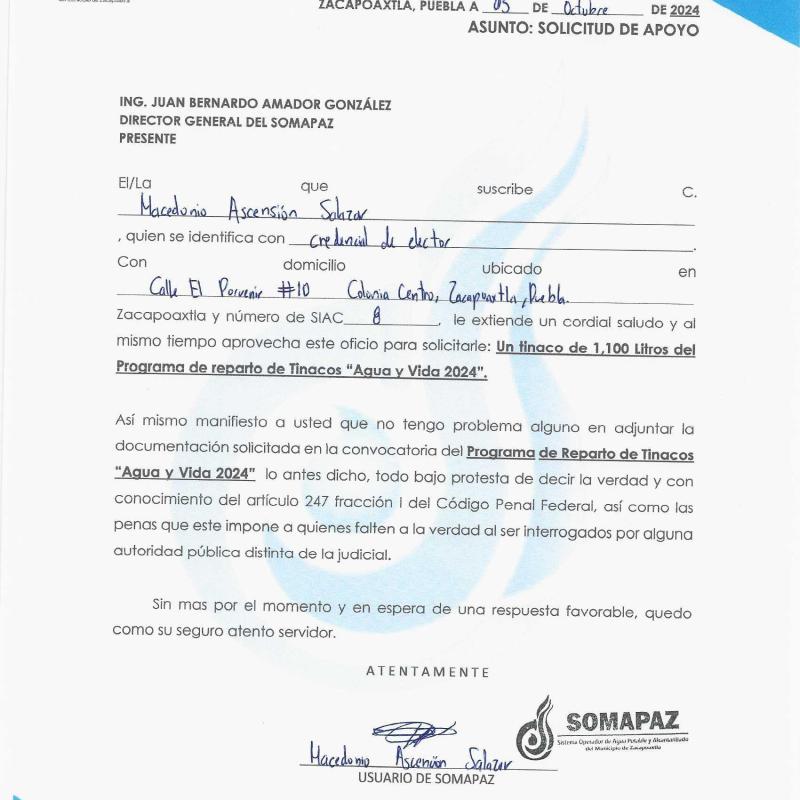 ZACAPOAXTLA, PUEBLA A 05 DE Octubre DE 2024
ASUNTO: SOLICITUD DE APOYO
ING. JUAN BERNARDO AMADOR GONZÁLEZ
DIRECTOR GENERAL DEL SOMAPAZ
PRESENTE
El/La que suscribe C.
Macedonio Ascensión Salazar
, quien se identifica con credencial de elector.
Con domicilio ubicado en
Calle El Porvenir #10 Colonia Centro, Zacapoaxtla, Puebla.
Zacapoaxtla y número de SIAC 8, le extiende un cordial saludo y al
mismo tiempo aprovecha este oficio para solicitarle: Un tinaco de 1,100 Litros del
Programa de reparto de Tinacos “Agua y Vida 2024”.
Así mismo manifiesto a usted que no tengo problema alguno en adjuntar la
documentación solicitada en la convocatoria del Programa de Reparto de Tinacos
“Agua y Vida 2024” lo antes dicho, todo bajo protesta de decir la verdad y con
conocimiento del artículo 247 fracción I del Código Penal Federal, así como las
penas que este impone a quienes falten a la verdad al ser interrogados por alguna
autoridad pública distinta de la judicial.
Sin mas por el momento y en espera de una respuesta favorable, quedo
como su seguro atento servidor.
ATENTAMENTE
SOMAPAZ
Sistema Operador de Agua Potable y Alcantarillado
del Municipio de Zacapoaxtla
Macedonio Ascensión Salazar
USUARIO DE SOMAPAZ